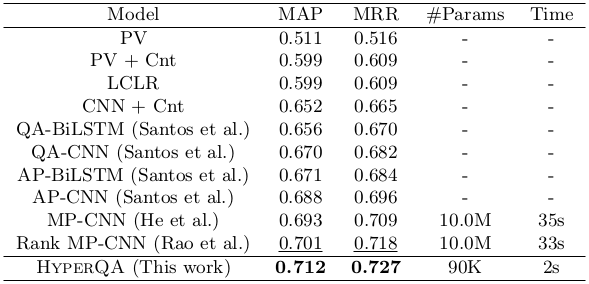 Model MAP MRR #Params Time
PV 0.511 0.516 - -
PV + Cnt 0.599 0.609 - -
LCLR 0.599 0.609 - -
CNN + Cnt 0.652 0.665 - -
QA-BiLSTM (Santos et al.) 0.656 0.670 - -
QA-CNN (Santos et al.) 0.670 0.682 - -
AP-BiLSTM (Santos et al.) 0.671 0.684 - -
AP-CNN (Santos et al.) 0.688 0.696 - -
MP-CNN (He et al.) 0.693 0.709 10.0M 35s
Rank MP-CNN (Rao et al.) 0.701 0.718 10.0M 33s
HYPERQA (This work) 0.712 0.727 90K 2s